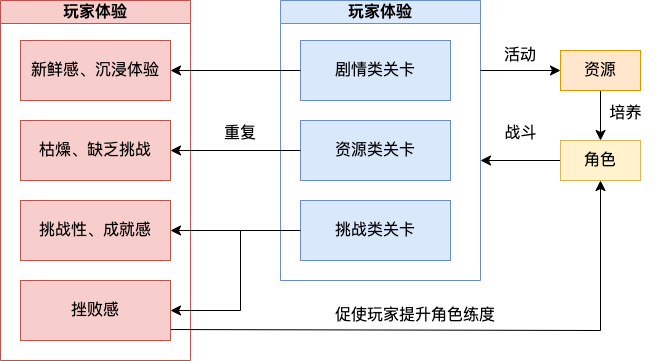 玩家体验
玩家体验
新鲜感、沉浸体验
剧情类关卡
活动
资源
培养
枯燥、缺乏挑战
重复
资源类关卡
战斗
角色
挑战性、成就感
挑战类关卡
挫败感
促使玩家提升角色练度